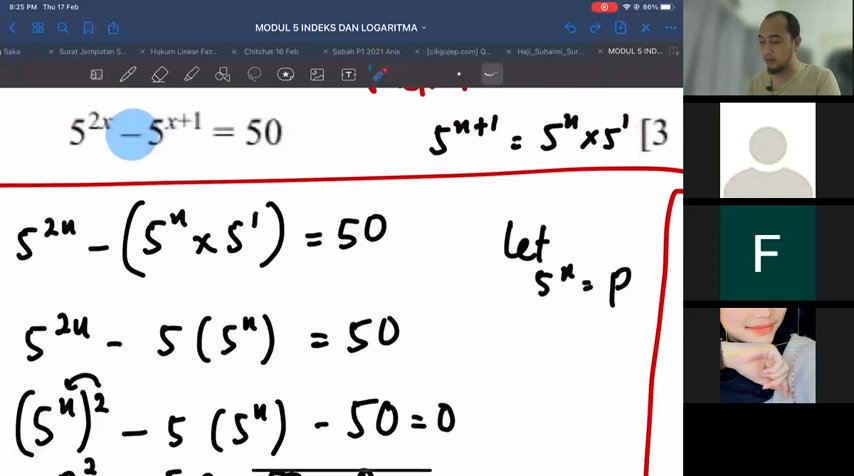 8:25 PM Thu 17 Feb
86%
MODUL 5 INDEKS DAN LOGARITMA
Saka
Surat Jemputan S...
Hukum Linear Faz...
Chitchat 16 Feb
Sabah P1 2021 Anis
[cikgujep.com] Q...
Haji_Suhaimi_Sur...
MODUL 5 IND...
5^{2x} − 5^{x+1} = 50
5^{x+1} = 5^x × 5^1 [3
5^{2x} − (5^x × 5^1) = 50
let
5^x = p
5^{2x} − 5(5^x) = 50
(5^x)^2 − 5(5^x) − 50 = 0
F